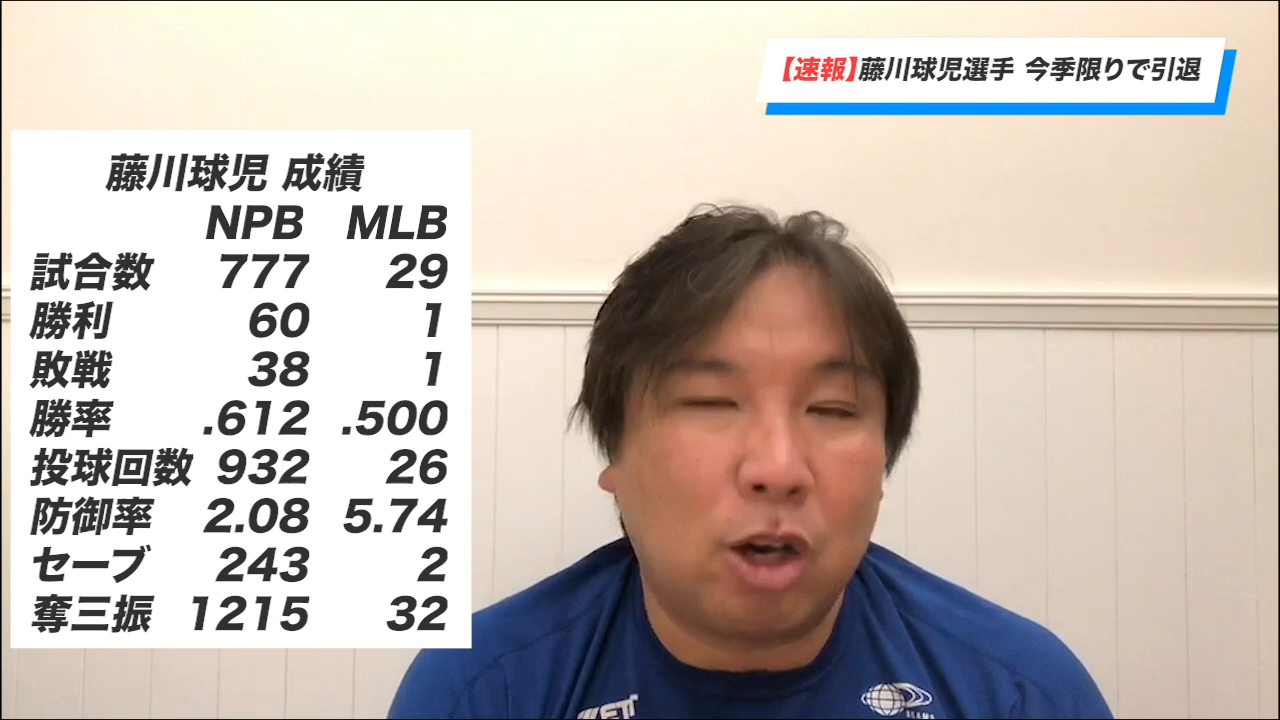 【速報】藤川球児選手 今季限りで引退
藤川球児 成績
NPB MLB
試合数 777 29
勝利 60 1
敗戦 38 1
勝率 .612 .500
投球回数 932 26
防御率 2.08 5.74
セーブ 243 2
奪三振 1215 32